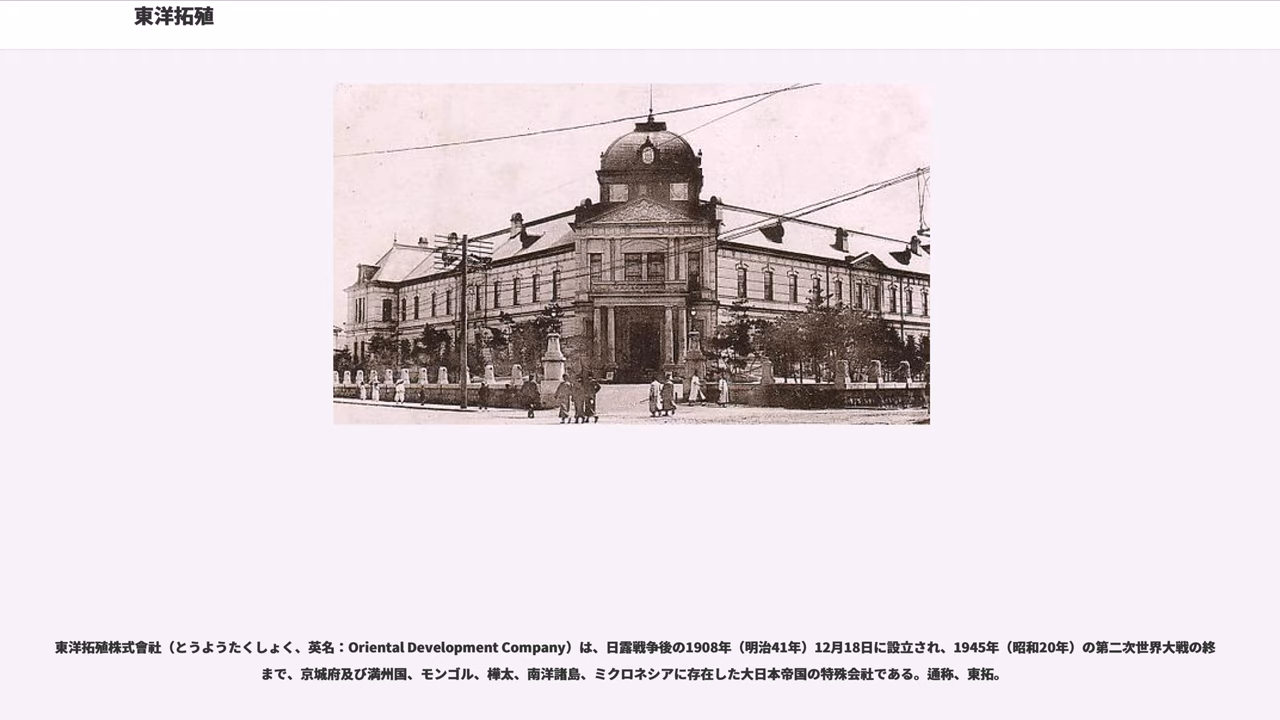 東洋拓殖
東洋拓殖株式會社（とうようたくしょく、英名：Oriental Development Company）は、日露戦争後の1908年（明治41年）12月18日に設立され、1945年（昭和20年）の第二次世界大戦の終
まで、京城府及び満州国、モンゴル、樺太、南洋諸島、ミクロネシアに存在した大日本帝国の特殊会社である。通称、東拓。